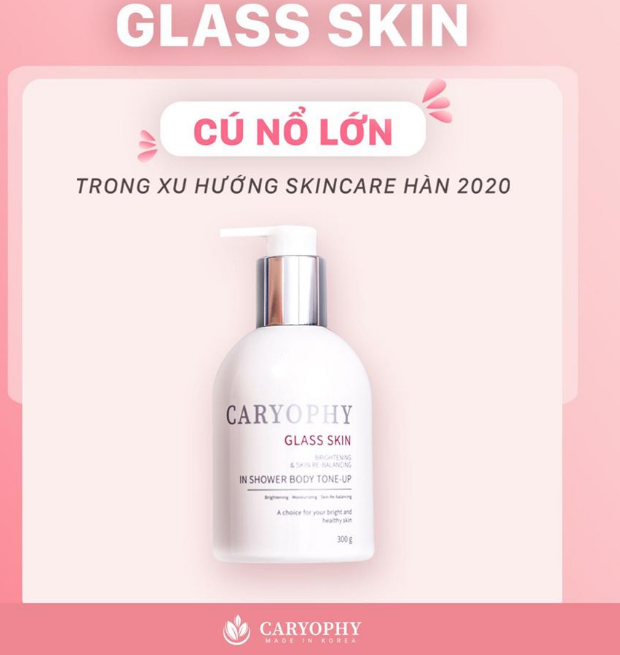 GLASS SKIN
CÚ NỔ LỚN
TRONG XU HƯỚNG SKINCARE HÀN 2020
CARYOPHY
GLASS SKIN
BRIGHTENING
& SKIN RE-BALANCING
IN SHOWER BODY TONE-UP
Brightening · Moisturizing · Skin Re-balancing
A choice for your bright and
healthy skin
300 g
CARYOPHY
MADE IN KOREA